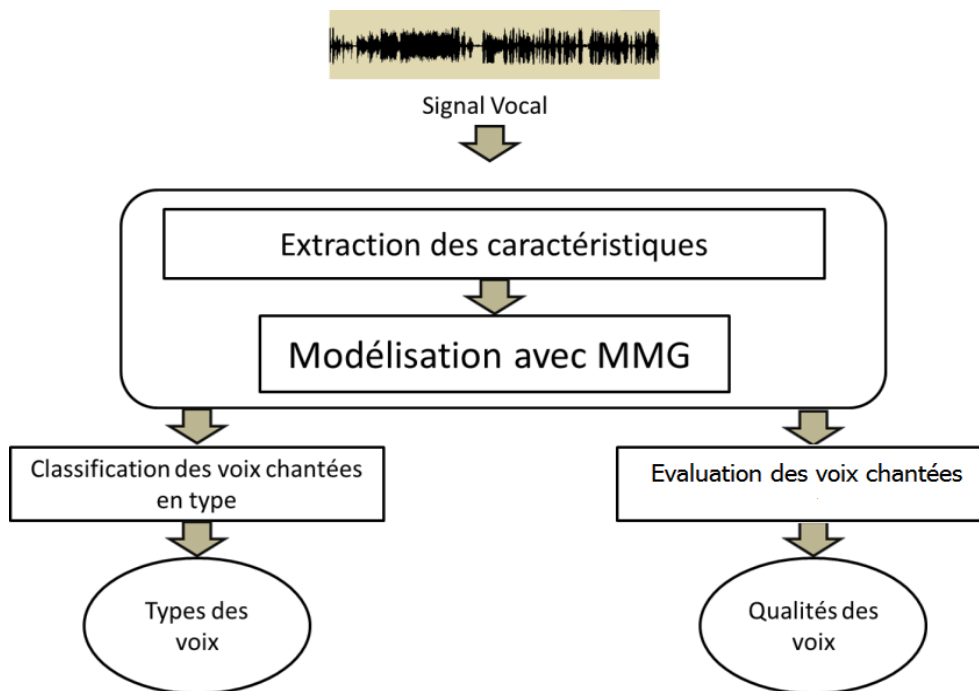 Signal Vocal
Extraction des caractéristiques
Modélisation avec MMG
Classification des voix chantées
en type
Evaluation des voix chantées
Types des
voix
Qualités des
voix